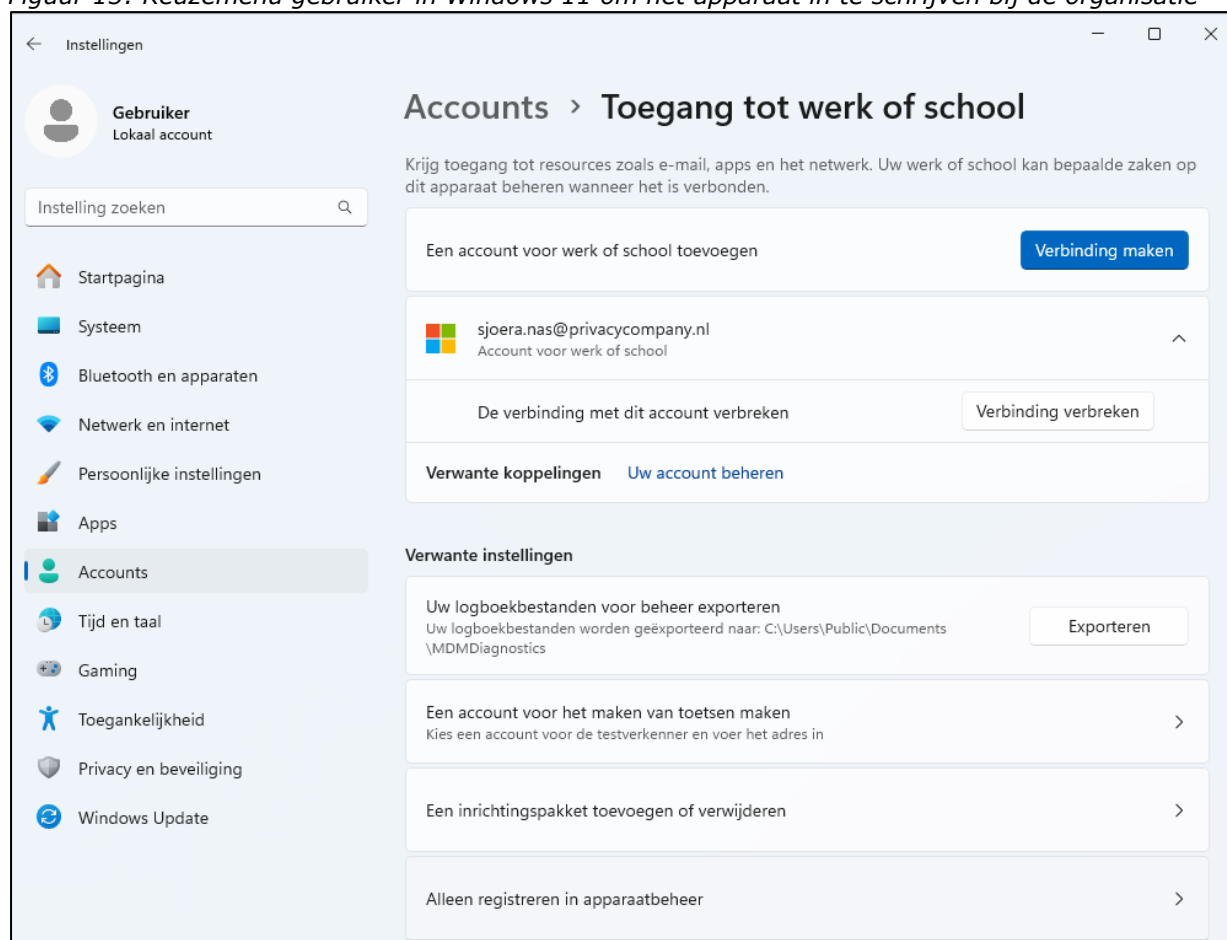 Figuur 13: Keuzemenu gebruiker in Windows 11 om het apparaat in te schrijven bij de organisatie
Instellingen
Gebruiker
Lokaal account
Instelling zoeken
Startpagina
Systeem
Bluetooth en apparaten
Netwerk en internet
Persoonlijke instellingen
Apps
Accounts
Tijd en taal
Gaming
Toegankelijkheid
Privacy en beveiliging
Windows Update
Accounts > Toegang tot werk of school
Krijg toegang tot resources zoals e-mail, apps en het netwerk. Uw werk of school kan bepaalde zaken op
dit apparaat beheren wanneer het is verbonden.
Een account voor werk of school toevoegen
Verbinding maken
sjoera.nas@privacycompany.nl
Account voor werk of school
De verbinding met dit account verbreken
Verbinding verbreken
Verwante koppelingen Uw account beheren
Verwante instellingen
Uw logboekbestanden voor beheer exporteren
Uw logboekbestanden worden geëxporteerd naar: C:\Users\Public\Documents
\MDMDiagnostics
Exporteren
Een account voor het maken van toetsen maken
Kies een account voor de testverkenner en voer het adres in
Een inrichtingspakket toevoegen of verwijderen
Alleen registreren in apparaatbeheer